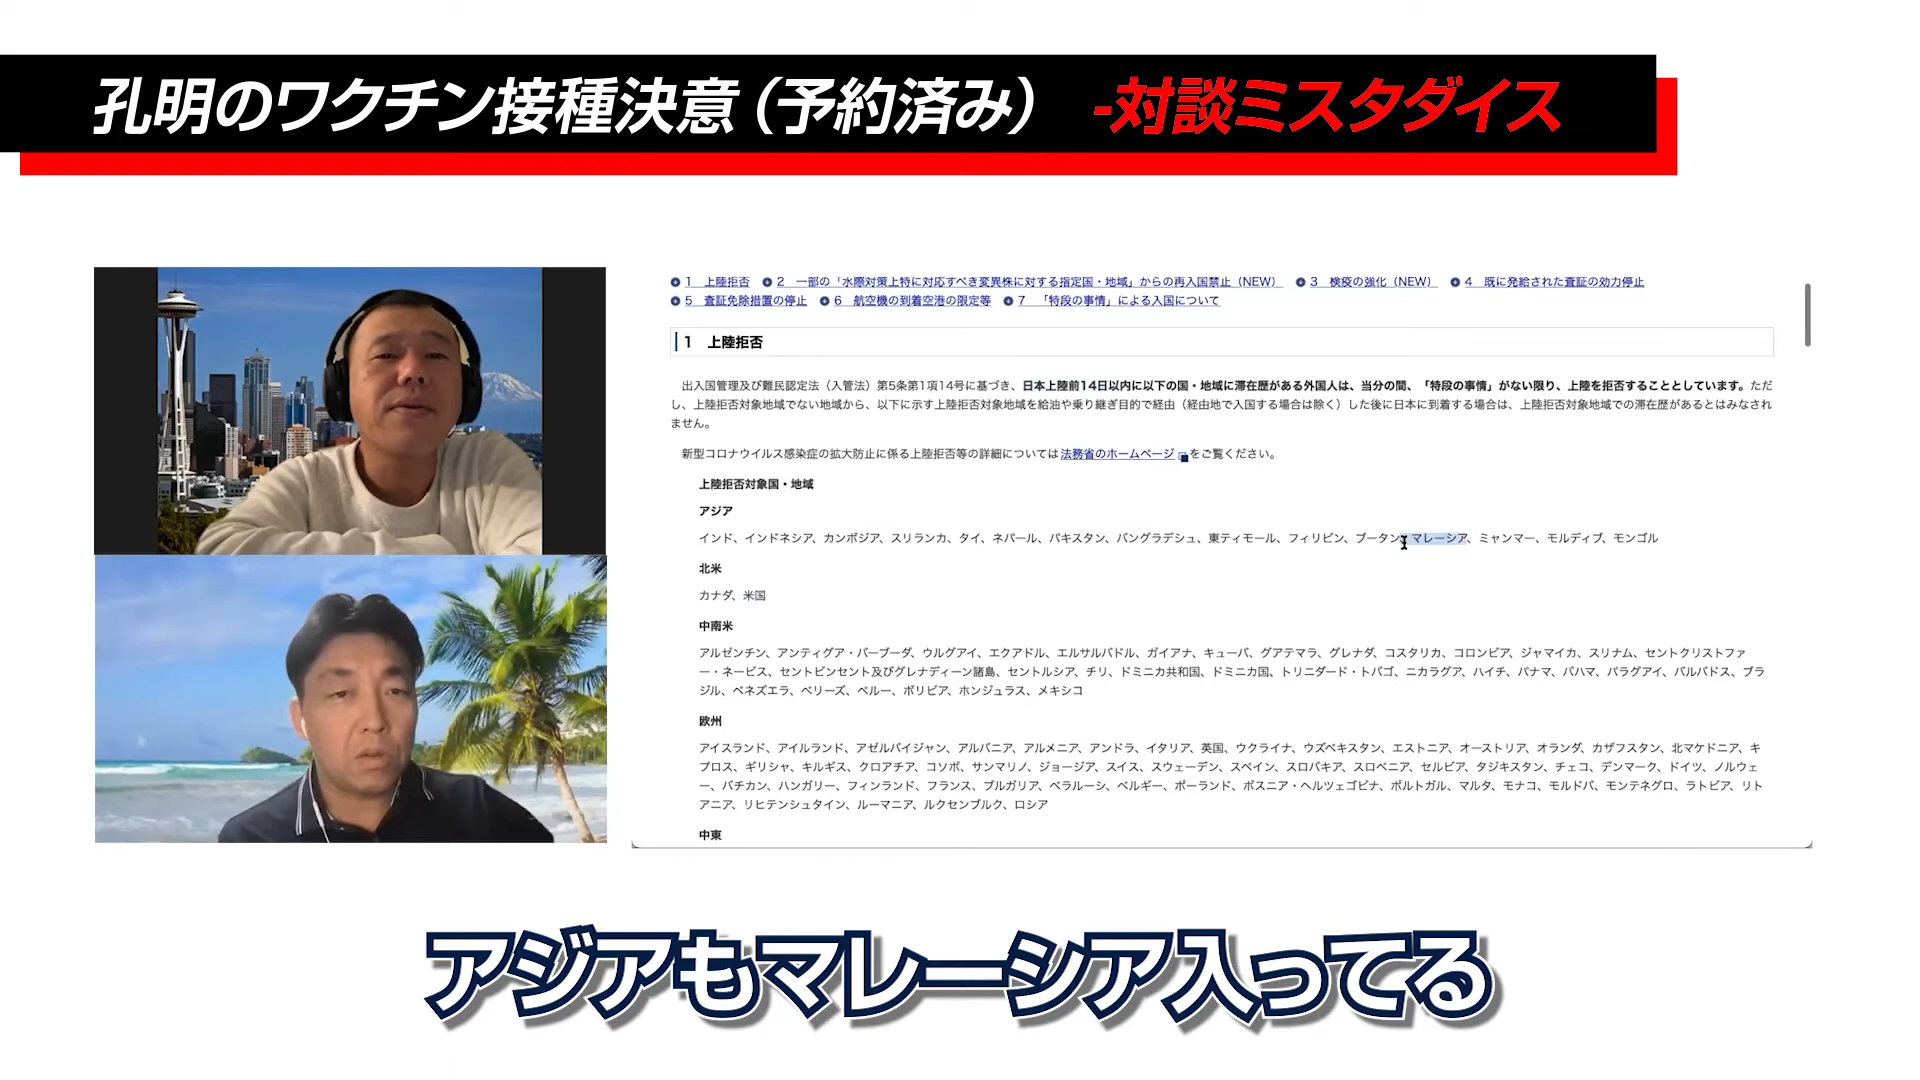 孔明のワクチン接種決意（予約済み） -対談ミスタダイス
1 上陸拒否 2 一部の「水際対策上特に対応すべき変異株に対する指定国・地域」からの再入国禁止（NEW） 3 検疫の強化（NEW） 4 既に発給された査証の効力停止
5 査証免除措置の停止 6 航空機の到着空港の限定等 7 「特段の事情」による入国について
1 上陸拒否
出入国管理及び難民認定法（入管法）第5条第1項14号に基づき、日本上陸前14日以内に以下の国・地域に滞在歴がある外国人は、当分の間、「特段の事情」がない限り、上陸を拒否することとしています。ただ
し、上陸拒否対象地域でない地域から、以下に示す上陸拒否対象地域を給油や乗り継ぎ目的で経由（経由地で入国する場合は除く）した後に日本に到着する場合は、上陸拒否対象地域での滞在歴があるとはみなされ
ません。
新型コロナウイルス感染症の拡大防止に係る上陸拒否等の詳細については法務省のホームページをご覧ください。
上陸拒否対象国・地域
アジア
インド、インドネシア、カンボジア、スリランカ、タイ、ネパール、パキスタン、バングラデシュ、東ティモール、フィリピン、ブータン、マレーシア、ミャンマー、モルディブ、モンゴル
北米
カナダ、米国
中南米
アルゼンチン、アンティグア・バーブーダ、ウルグアイ、エクアドル、エルサルバドル、ガイアナ、キューバ、グアテマラ、グレナダ、コスタリカ、コロンビア、ジャマイカ、スリナム、セントクリストファ
ー・ネービス、セントビンセント及びグレナディーン諸島、セントルシア、チリ、ドミニカ共和国、ドミニカ国、トリニダード・トバゴ、ニカラグア、ハイチ、パナマ、バハマ、パラグアイ、バルバドス、ブラ
ジル、ベネズエラ、ベリーズ、ペルー、ボリビア、ホンジュラス、メキシコ
欧州
アイスランド、アイルランド、アゼルバイジャン、アルバニア、アルメニア、アンドラ、イタリア、英国、ウクライナ、ウズベキスタン、エストニア、オーストリア、オランダ、カザフスタン、北マケドニア、キ
プロス、ギリシャ、キルギス、クロアチア、コソボ、サンマリノ、ジョージア、スイス、スウェーデン、スペイン、スロバキア、スロベニア、セルビア、タジキスタン、チェコ、デンマーク、ドイツ、ノルウェ
ー、バチカン、ハンガリー、フィンランド、フランス、ブルガリア、ベラルーシ、ベルギー、ポーランド、ボスニア・ヘルツェゴビナ、ポルトガル、マルタ、モナコ、モルドバ、モンテネグロ、ラトビア、リト
アニア、リヒテンシュタイン、ルーマニア、ルクセンブルク、ロシア
中東
アジアもマレーシア入ってる